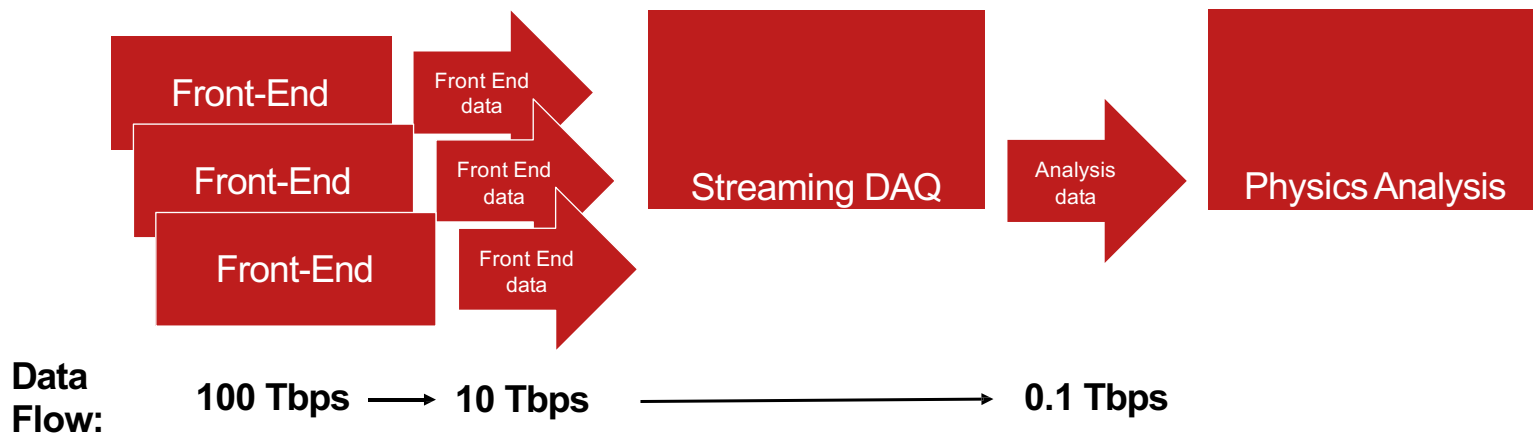 Front-End
Front End
data
Front-End
Front End
data
Front-End
Front End
data
Streaming DAQ
Analysis
data
Physics Analysis
Data
Flow:
100 Tbps
10 Tbps
0.1 Tbps